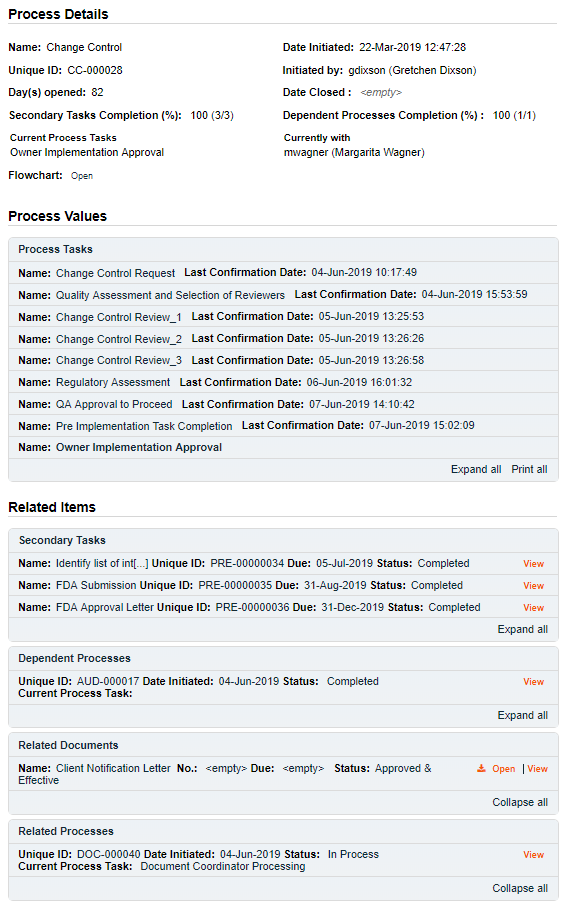 Process Details
Name: Change Control Date Initiated: 22-Mar-2019 12:47:28
Unique ID: CC-000028 Initiated by: gdixson (Gretchen Dixson)
Day(s) opened: 82 Date Closed : <empty>
Secondary Tasks Completion (%): 100 (3/3) Dependent Processes Completion (%) : 100 (1/1)
Current Process Tasks Currently with
Owner Implementation Approval mwagner (Margarita Wagner)
Flowchart: Open
Process Values
Process Tasks
Name: Change Control Request Last Confirmation Date: 04-Jun-2019 10:17:49
Name: Quality Assessment and Selection of Reviewers Last Confirmation Date: 04-Jun-2019 15:53:59
Name: Change Control Review_1 Last Confirmation Date: 05-Jun-2019 13:25:53
Name: Change Control Review_2 Last Confirmation Date: 05-Jun-2019 13:26:26
Name: Change Control Review_3 Last Confirmation Date: 05-Jun-2019 13:26:58
Name: Regulatory Assessment Last Confirmation Date: 06-Jun-2019 16:01:32
Name: QA Approval to Proceed Last Confirmation Date: 07-Jun-2019 14:10:42
Name: Pre Implementation Task Completion Last Confirmation Date: 07-Jun-2019 15:02:09
Name: Owner Implementation Approval
Expand all Print all
Related Items
Secondary Tasks
Name: Identify list of int[...] Unique ID: PRE-00000034 Due: 05-Jul-2019 Status: Completed View
Name: FDA Submission Unique ID: PRE-00000035 Due: 31-Aug-2019 Status: Completed View
Name: FDA Approval Letter Unique ID: PRE-00000036 Due: 31-Dec-2019 Status: Completed View
Expand all
Dependent Processes
Unique ID: AUD-000017 Date Initiated: 04-Jun-2019 Status: Completed View
Current Process Task:
Expand all
Related Documents
Name: Client Notification Letter No.: <empty> Due: <empty> Status: Approved & Open | View
Effective
Collapse all
Related Processes
Unique ID: DOC-000040 Date Initiated: 04-Jun-2019 Status: In Process View
Current Process Task: Document Coordinator Processing
Collapse all